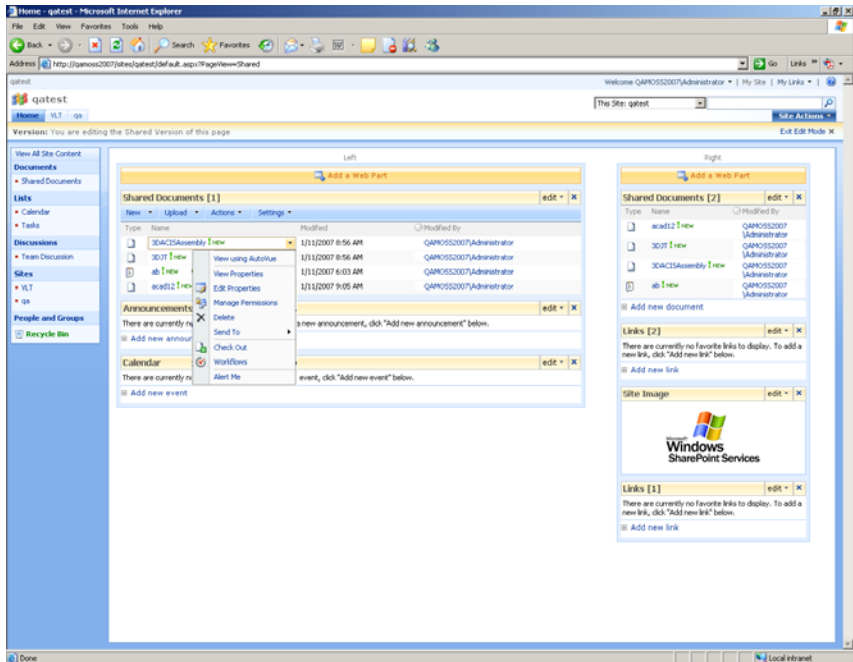 Home - qatest - Microsoft Internet Explorer
File Edit View Favorites Tools Help
Back Search Favorites
Address http://qamoss2007/sites/qatest/default.aspx?PageView=Shared Go Links »
qatest Welcome QAMOSS2007\Administrator | My Site | My Links
qatest This Site: qatest
Home VLT qa Site Actions
Version: You are editing the Shared Version of this page Exit Edit Mode
View All Site Content
Documents
Shared Documents
Lists
Calendar
Tasks
Discussions
Team Discussion
Sites
VLT
qa
People and Groups
Recycle Bin
Left
Add a Web Part
Shared Documents [1] edit
New Upload Actions Settings
Type Name Modified Modified By
3DACISAssembly ! NEW 1/11/2007 8:56 AM QAMOSS2007\Administrator
3DJT ! NEW 1/11/2007 8:56 AM QAMOSS2007\Administrator
ab ! NEW 1/11/2007 6:03 AM QAMOSS2007\Administrator
acad12 ! NEW 1/11/2007 9:05 AM QAMOSS2007\Administrator
View using AutoVue
View Properties
Edit Properties
Manage Permissions
Delete
Send To
Check Out
Workflows
Alert Me
Announcements edit
There are currently a new announcement, click "Add new announcement" below.
Add new
Calendar edit
There are currently event, click "Add new event" below.
Add new event
Right
Add a Web Part
Shared Documents [2] edit
Type Name Modified By
acad12 ! NEW QAMOSS2007
\Administrator
3DJT ! NEW QAMOSS2007
\Administrator
3DACISAssembly ! NEW QAMOSS2007
\Administrator
ab ! NEW QAMOSS2007
\Administrator
Add new document
Links [2] edit
There are currently no favorite links to display. To add a
new link, click "Add new link" below.
Add new link
Site Image edit
Microsoft
Windows
SharePoint Services
Links [1] edit
There are currently no favorite links to display. To add a
new link, click "Add new link" below.
Add new link
Done Local intranet